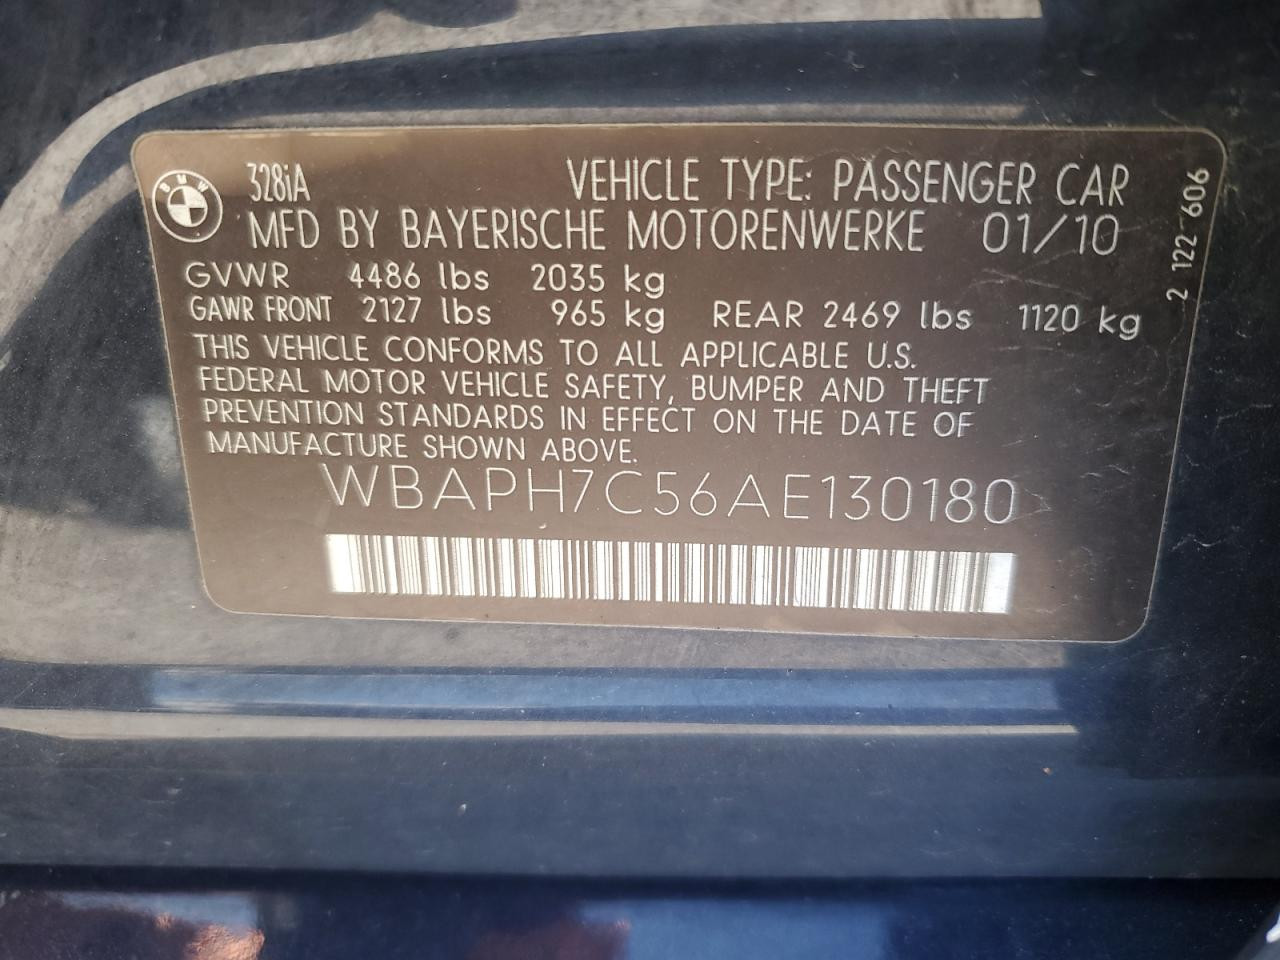 BMW
328iA VEHICLE TYPE: PASSENGER CAR
MFD BY BAYERISCHE MOTORENWERKE 01/10
GVWR 4486 lbs 2035 kg
GAWR FRONT 2127 lbs 965 kg REAR 2469 lbs 1120 kg
THIS VEHICLE CONFORMS TO ALL APPLICABLE U.S.
FEDERAL MOTOR VEHICLE SAFETY, BUMPER AND THEFT
PREVENTION STANDARDS IN EFFECT ON THE DATE OF
MANUFACTURE SHOWN ABOVE.
WBAPH7C56AE130180
2 122 606